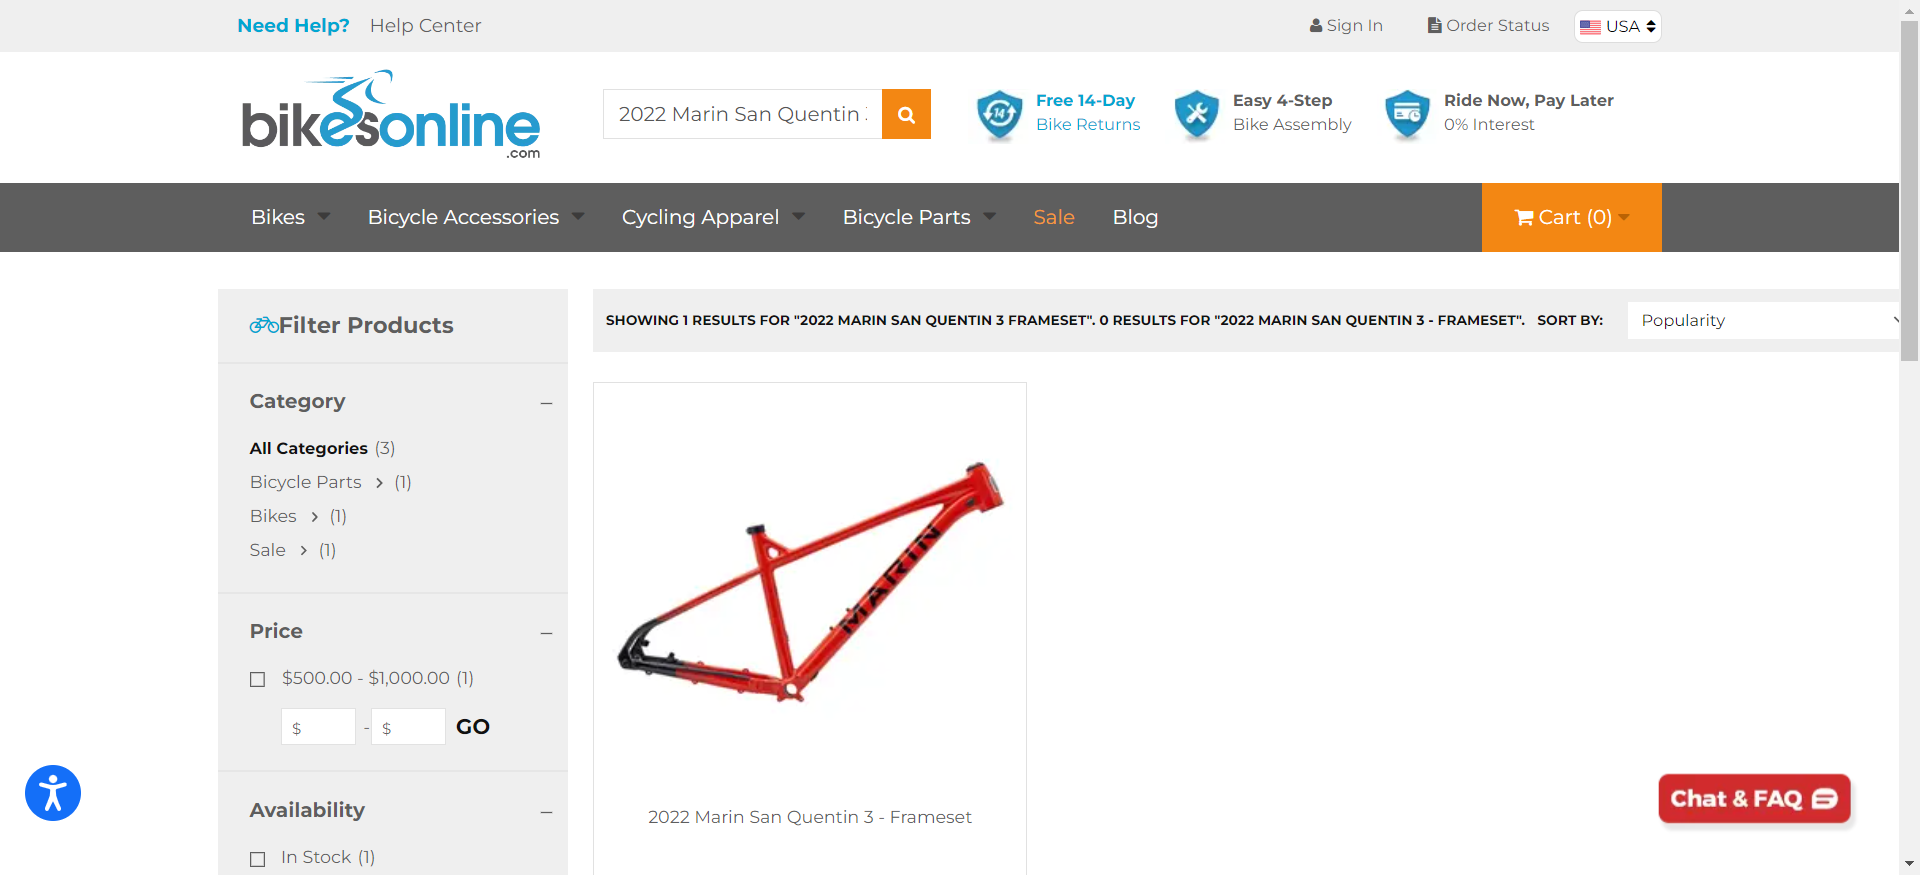 Need Help? Help Center
Sign In Order Status USA
bikesonline
.com
2022 Marin San Quentin
Free 14-Day
Bike Returns
14
Easy 4-Step
Bike Assembly
Ride Now, Pay Later
0% Interest
Bikes Bicycle Accessories Cycling Apparel Bicycle Parts Sale Blog Cart (0)
Filter Products
Category –
All Categories (3)
Bicycle Parts > (1)
Bikes > (1)
Sale > (1)
Price –
$500.00 - $1,000.00 (1)
$ - $ GO
Availability –
In Stock (1)
SHOWING 1 RESULTS FOR "2022 MARIN SAN QUENTIN 3 FRAMESET". 0 RESULTS FOR "2022 MARIN SAN QUENTIN 3 - FRAMESET". SORT BY: Popularity
MARIN
2022 Marin San Quentin 3 - Frameset
Chat & FAQ